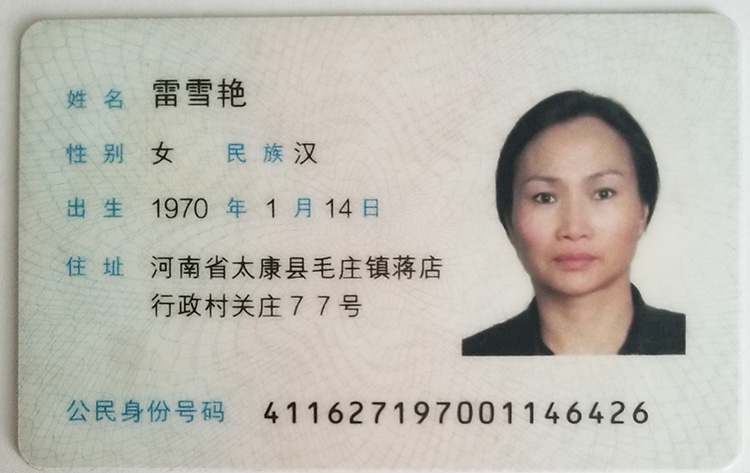 姓名 雷雪艳
性别 女 民族 汉
出生 1970 年 1 月 14 日
住址 河南省太康县毛庄镇蒋店
行政村关庄77号
公民身份号码 411627197001146426